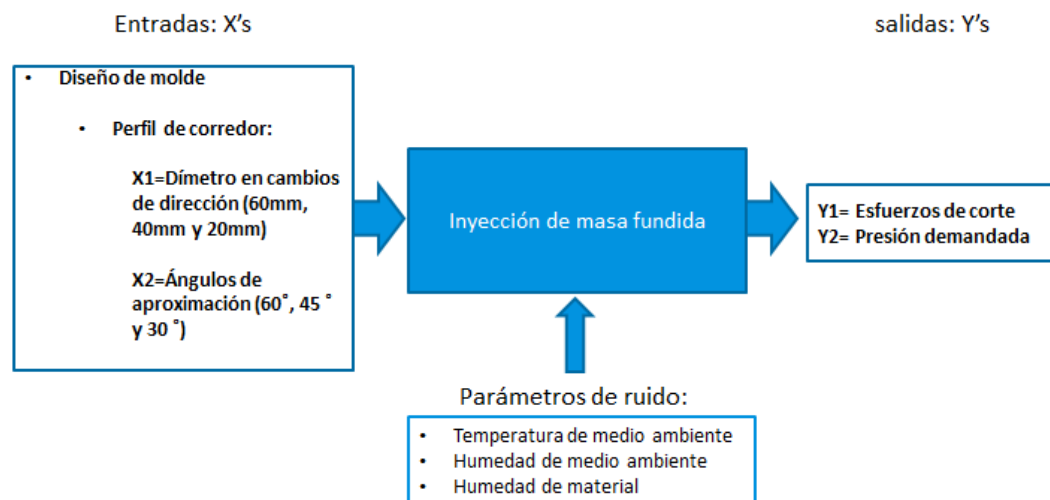 Entradas: X's
salidas: Y's
• Diseño de molde
• Perfil de corredor:
X1=Dímetro en cambios
de dirección (60mm,
40mm y 20mm)
X2=Ángulos de
aproximación (60˚, 45 ˚
y 30 ˚)
Inyección de masa fundida
Y1= Esfuerzos de corte
Y2= Presión demandada
Parámetros de ruido:
• Temperatura de medio ambiente
• Humedad de medio ambiente
• Humedad de material